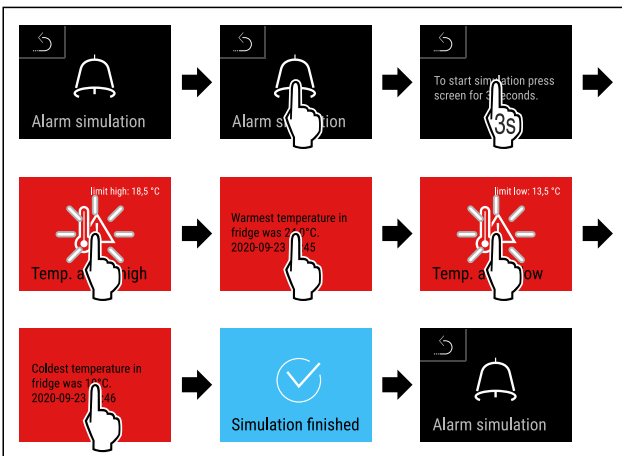 Alarm simulation
Alarm
To start simulation press
screen for 3 seconds.
3S
limit high: 18,5 °C
Temp. high
Warmest temperature in
fridge was
2020-09-23 :45
limit low: 13,5 °C
Temp.
Coldest temperature in
fridge was
2020-09-23 :46
Simulation finished
Alarm simulation